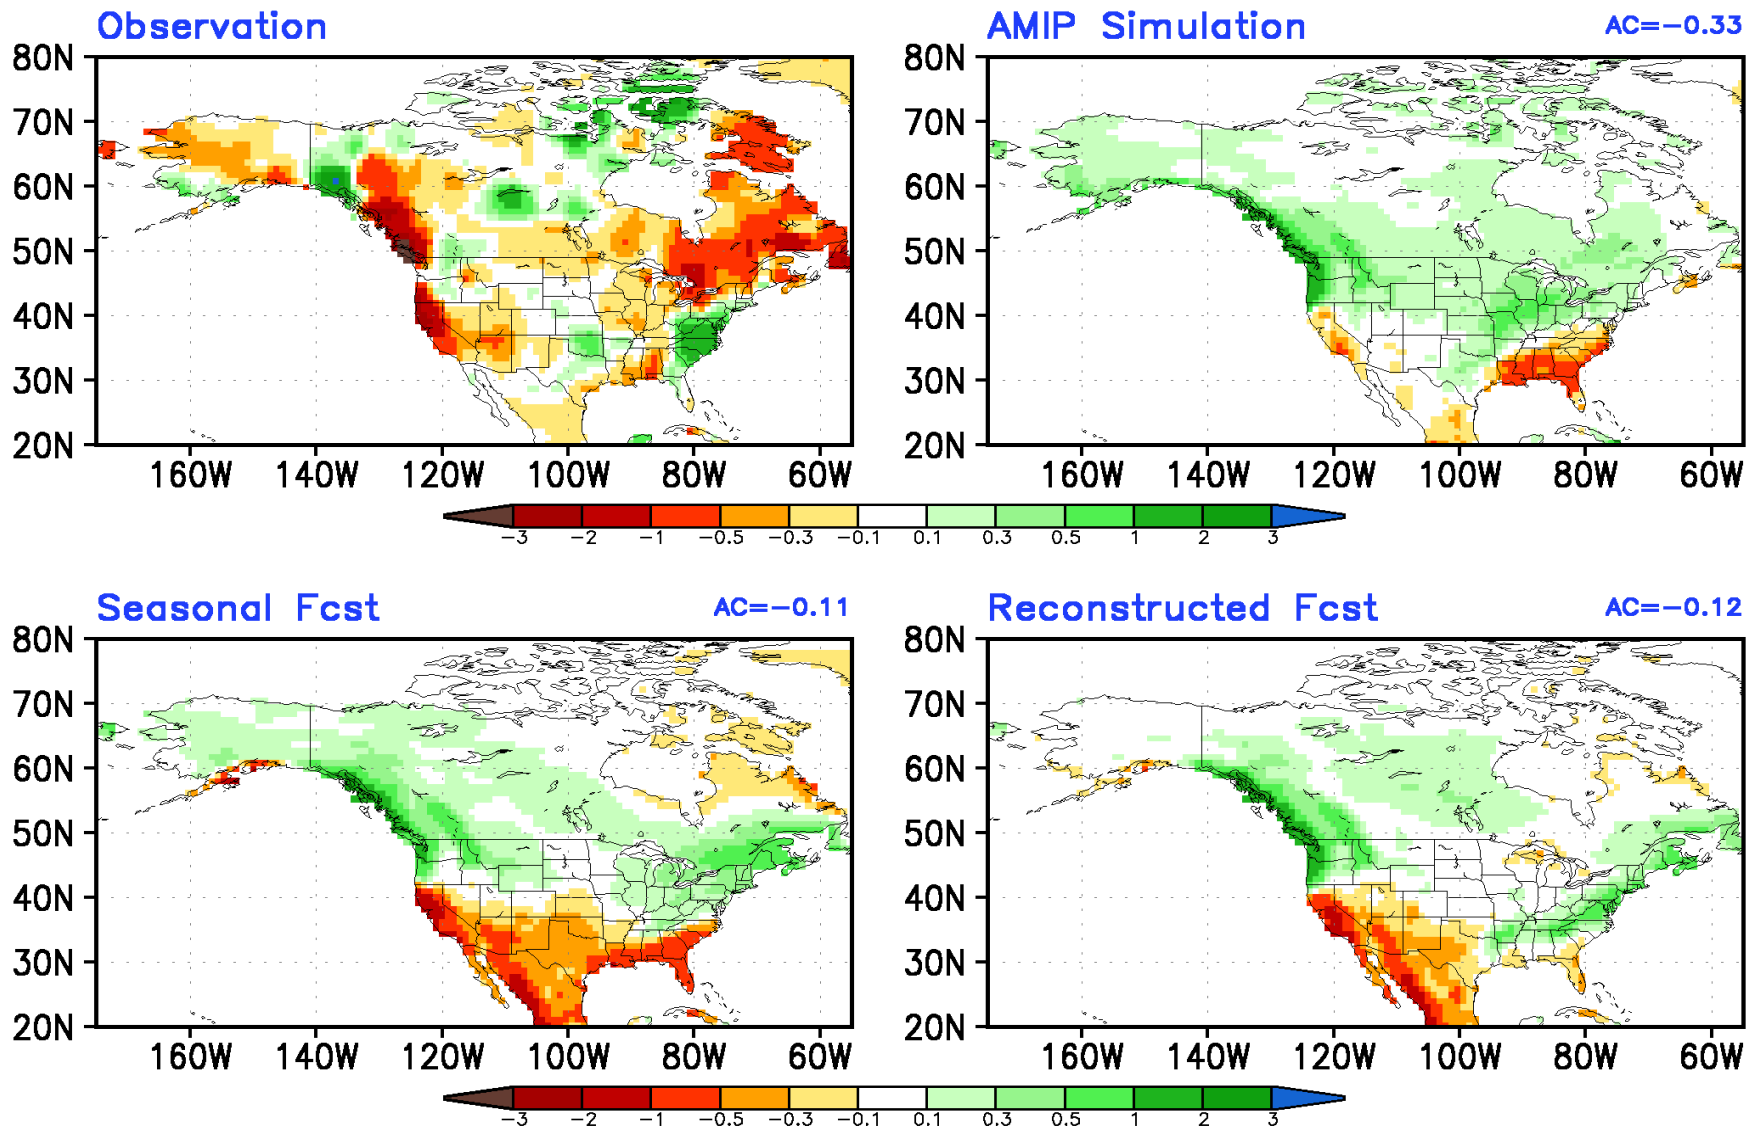 Observation
AMIP Simulation AC=-0.33
80N 80N
70N 70N
60N 60N
50N 50N
40N 40N
30N 30N
20N 20N
160W 140W 120W 100W 80W 60W 160W 140W 120W 100W 80W 60W
-3 -2 -1 -0.5 -0.3 -0.1 0.1 0.3 0.5 1 2 3
Seasonal Fcst AC=-0.11
Reconstructed Fcst AC=-0.12
80N 80N
70N 70N
60N 60N
50N 50N
40N 40N
30N 30N
20N 20N
160W 140W 120W 100W 80W 60W 160W 140W 120W 100W 80W 60W
-3 -2 -1 -0.5 -0.3 -0.1 0.1 0.3 0.5 1 2 3